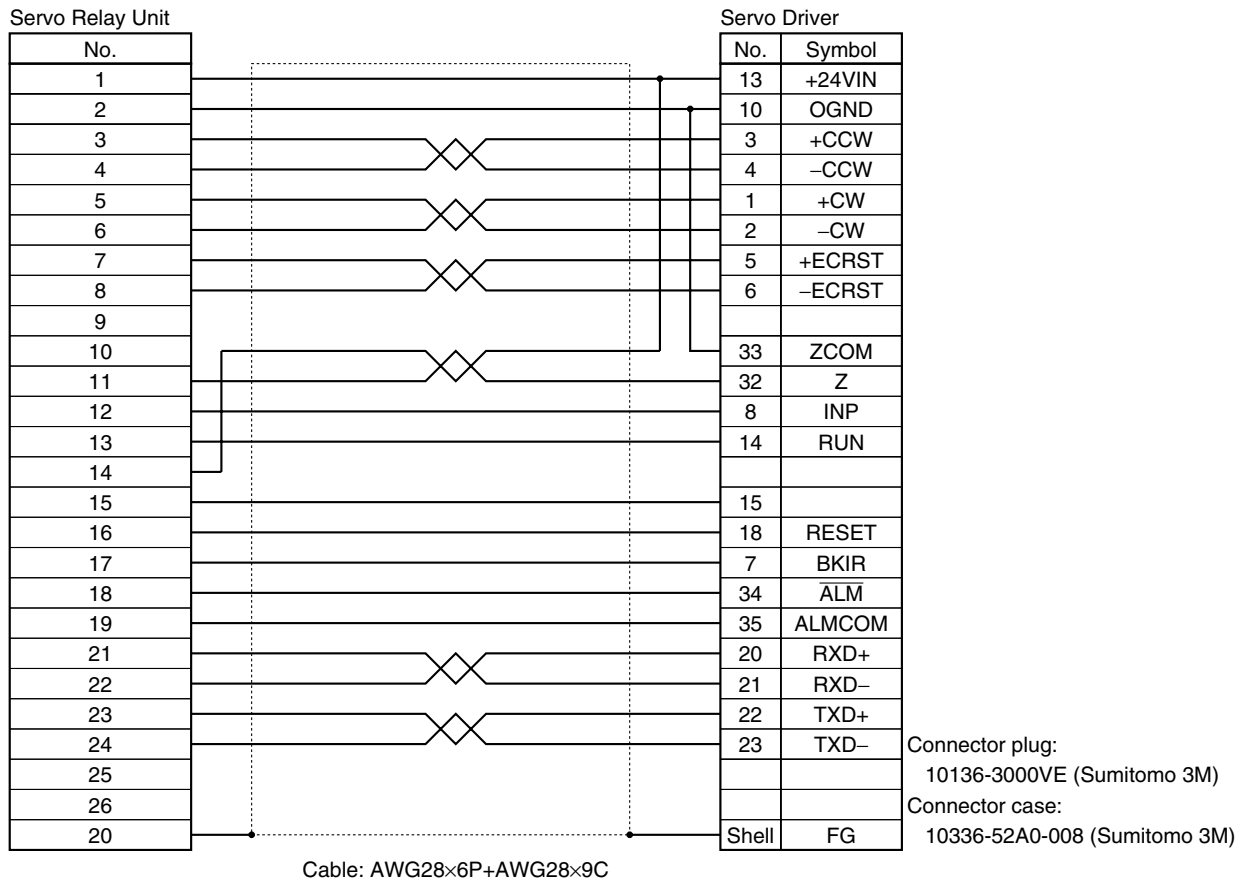 Servo Relay Unit Servo Driver
No. No. Symbol
1 13 +24VIN
2 10 OGND
3 3 +CCW
4 4 −CCW
5 1 +CW
6 2 −CW
7 5 +ECRST
8 6 −ECRST
9
10 33 ZCOM
11 32 Z
12 8 INP
13 14 RUN
14
15 15
16 18 RESET
17 7 BKIR
18 34 A̅L̅M̅
19 35 ALMCOM
21 20 RXD+
22 21 RXD−
23 22 TXD+
24 23 TXD− Connector plug:
25 10136-3000VE (Sumitomo 3M)
26 Connector case:
20 Shell FG 10336-52A0-008 (Sumitomo 3M)
Cable: AWG28×6P+AWG28×9C